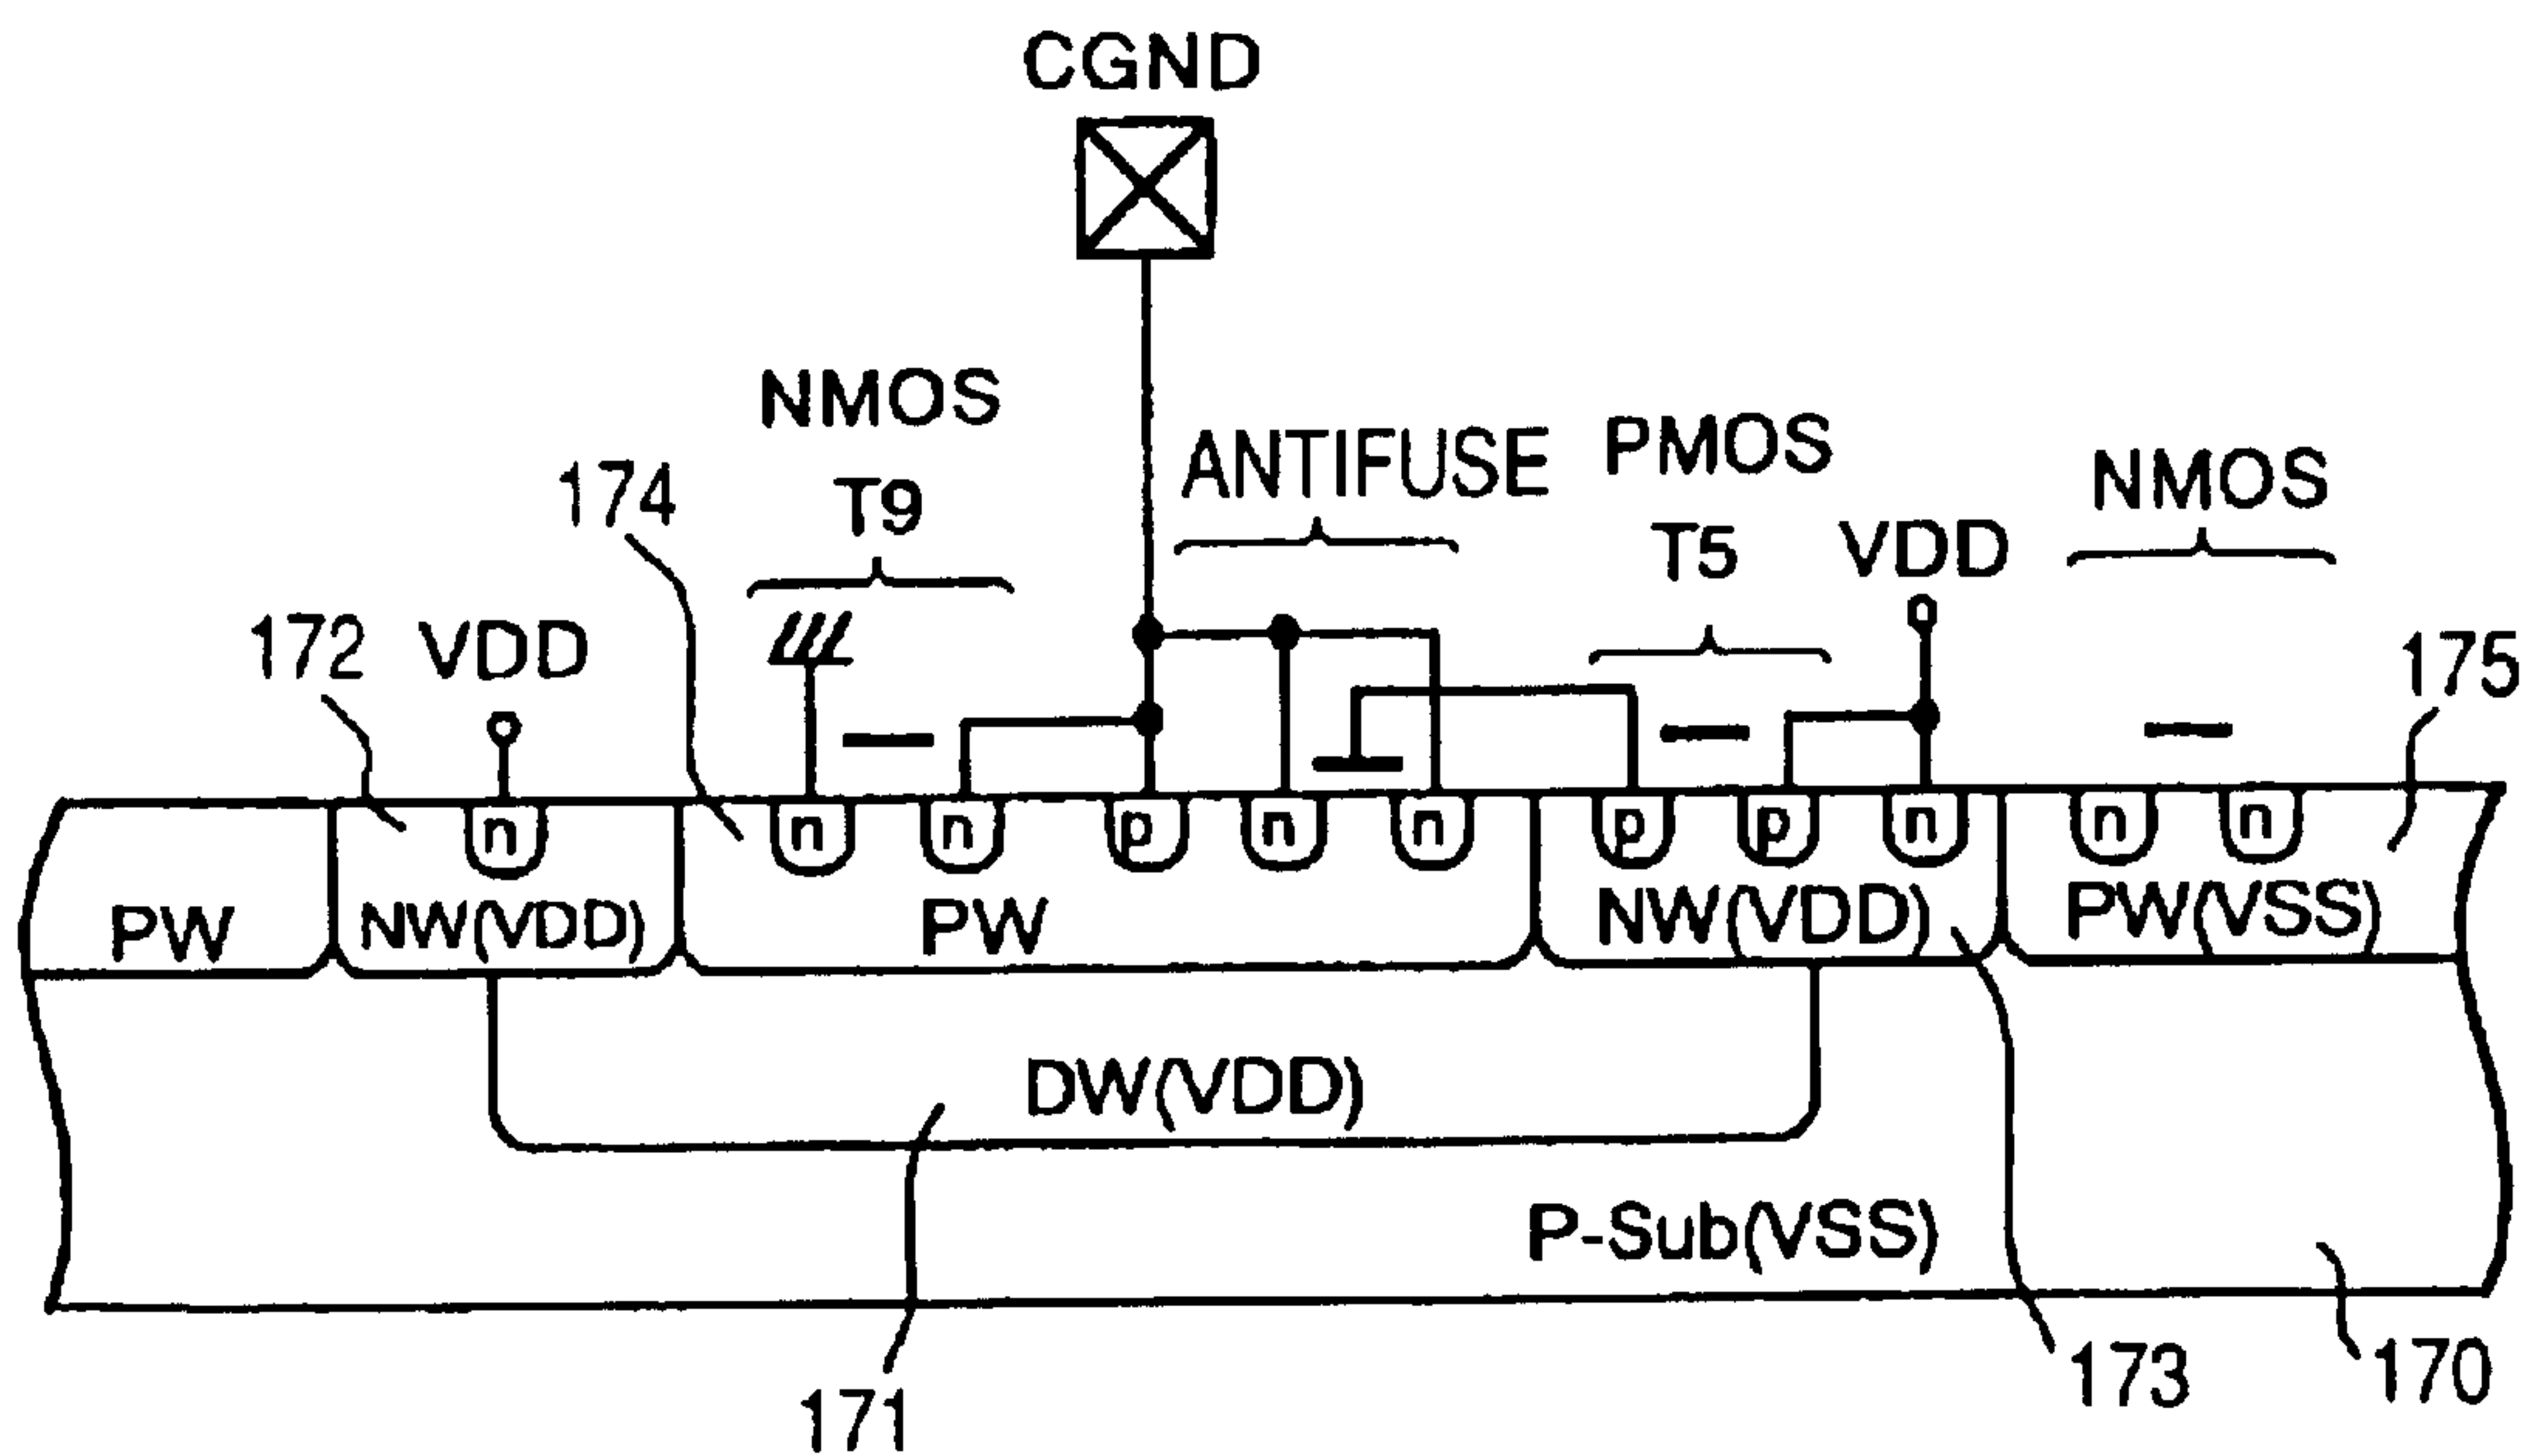 CGND
NMOS
T9
ANTIFUSE
PMOS
T5
VDD
NMOS
174
172
VDD
175
n
n
n
p
n
n
p
p
n
n
n
PW
NW(VDD)
PW
NW(VDD)
PW(VSS)
DW(VDD)
P-Sub(VSS)
171
173
170